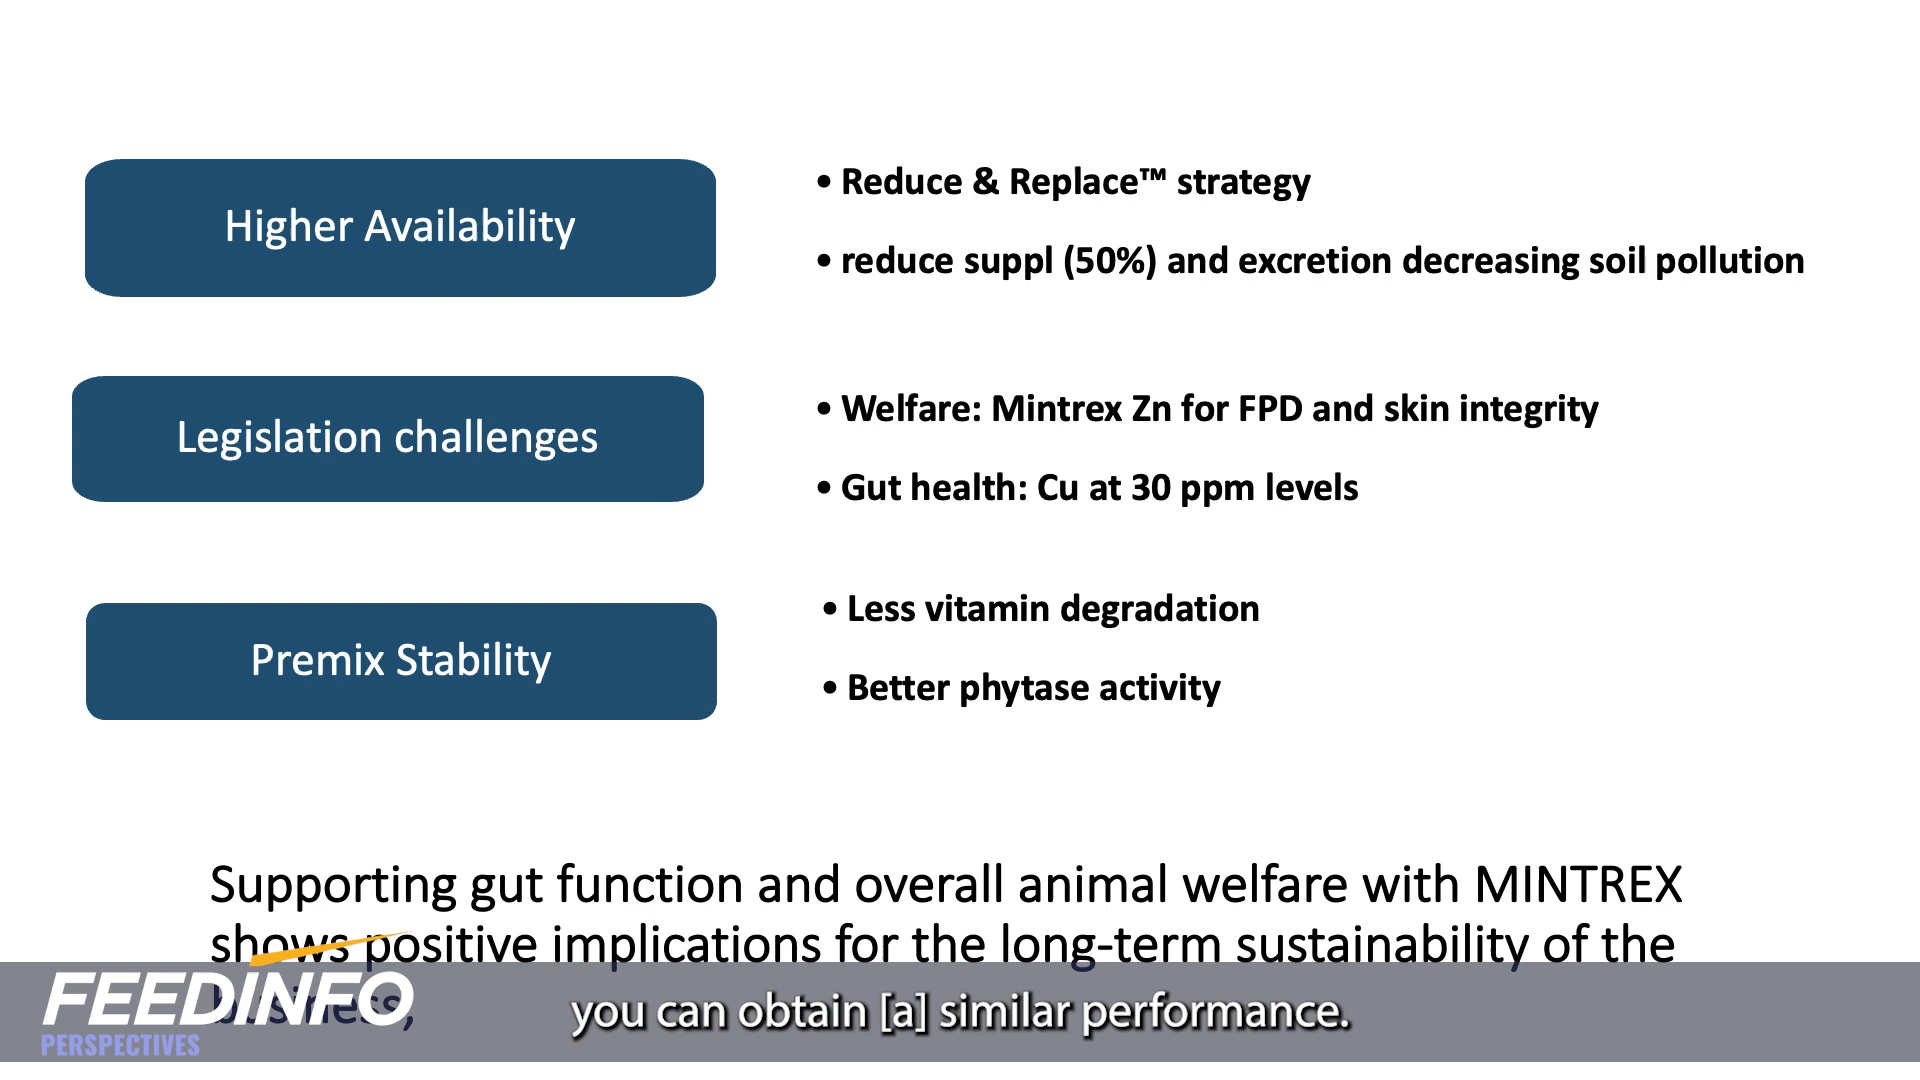 Higher Availability
• Reduce & Replace™ strategy
• reduce suppl (50%) and excretion decreasing soil pollution
Legislation challenges
• Welfare: Mintrex Zn for FPD and skin integrity
• Gut health: Cu at 30 ppm levels
Premix Stability
• Less vitamin degradation
• Better phytase activity
Supporting gut function and overall animal welfare with MINTREX
shows positive implications for the long-term sustainability of the
business,
FEEDINFO
PERSPECTIVES
you can obtain [a] similar performance.